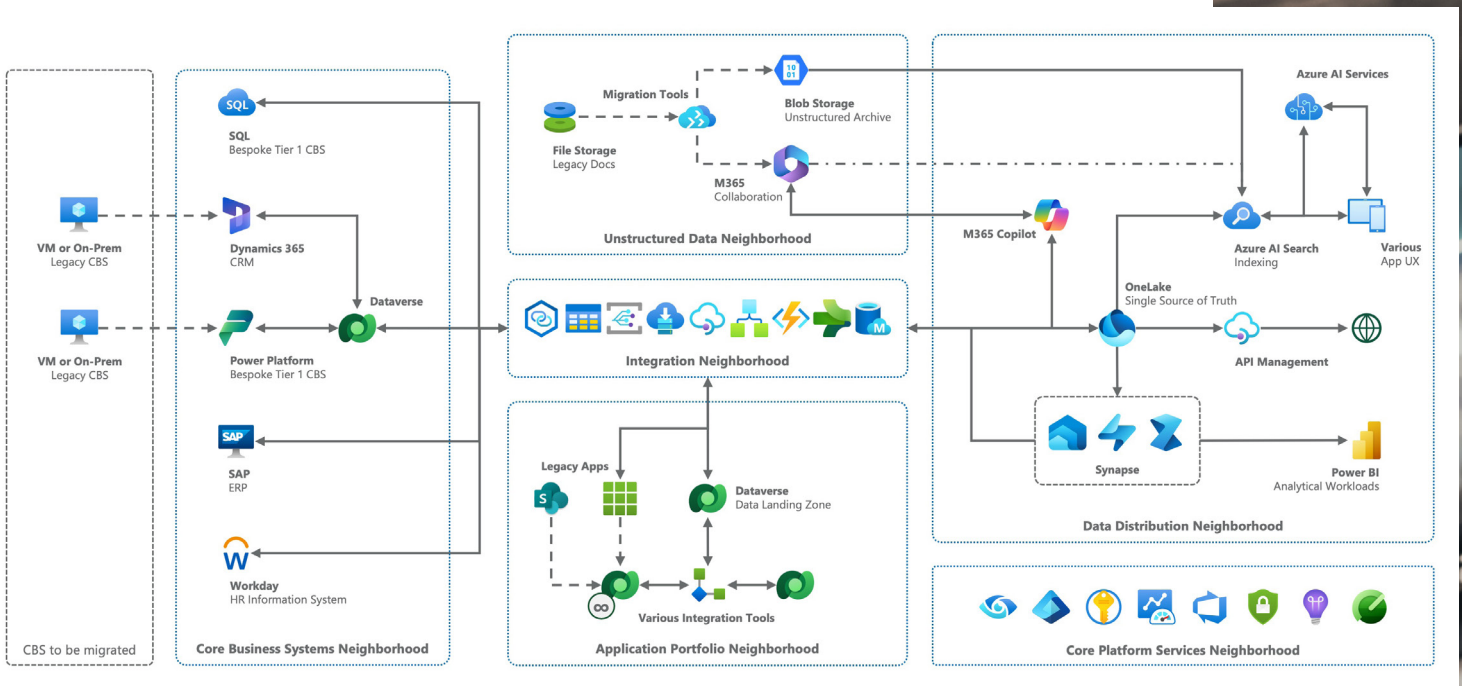 VM or On-Prem
Legacy CBS
VM or On-Prem
Legacy CBS
CBS to be migrated
SQL
SQL
Bespoke Tier 1 CBS
Dynamics 365
CRM
Dataverse
Power Platform
Bespoke Tier 1 CBS
SAP
SAP
ERP
W
Workday
HR Information System
Core Business Systems Neighborhood
Migration Tools
File Storage
Legacy Docs
10
01
Blob Storage
Unstructured Archive
M365
Collaboration
Unstructured Data Neighborhood
M
Integration Neighborhood
Legacy Apps
S
Dataverse
Data Landing Zone
Various Integration Tools
Application Portfolio Neighborhood
Azure AI Services
M365 Copilot
Azure AI Search
Indexing
Various
App UX
OneLake
Single Source of Truth
API Management
Synapse
Power BI
Analytical Workloads
Data Distribution Neighborhood
Core Platform Services Neighborhood